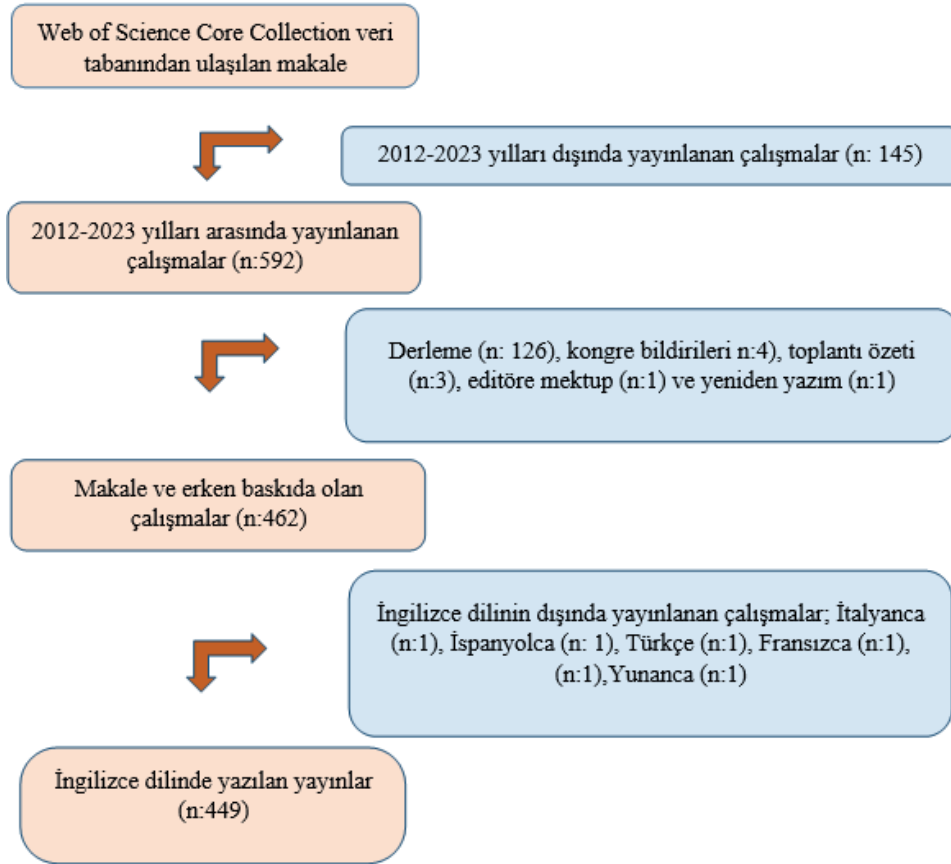 Web of Science Core Collection veri
tabanından ulaşılan makale
2012-2023 yılları dışında yayınlanan çalışmalar (n: 145)
2012-2023 yılları arasında yayınlanan
çalışmalar (n:592)
Derleme (n: 126), kongre bildirileri n:4), toplantı özeti
(n:3), editöre mektup (n:1) ve yeniden yazım (n:1)
Makale ve erken baskıda olan
çalışmalar (n:462)
İngilizce dilinin dışında yayınlanan çalışmalar; İtalyanca
(n:1), İspanyolca (n: 1), Türkçe (n:1), Fransızca (n:1),
(n:1),Yunanca (n:1)
İngilizce dilinde yazılan yayınlar
(n:449)